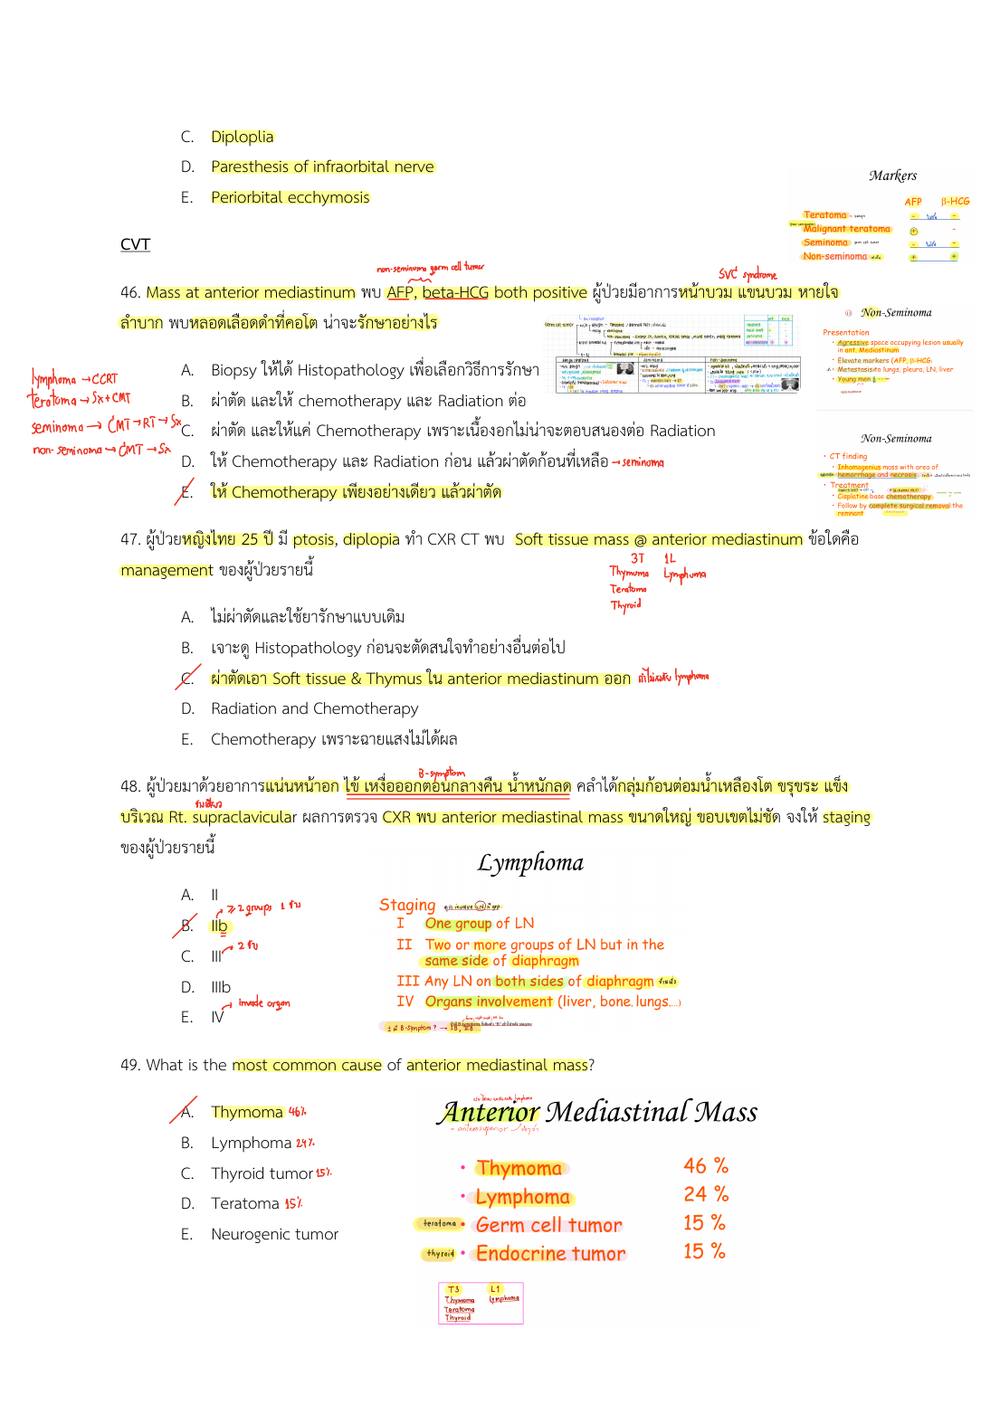 C. Diploplia
D. Paresthesis of infraorbital nerve
E. Periorbital ecchymosis
Markers
AFP β-HCG
Teratoma - -
Malignant teratoma + -
Seminoma - -
Non-seminoma + +
CVT
non-seminoma germ cell tumor
SVC syndrome
46. Mass at anterior mediastinum พบ AFP, beta-HCG both positive ผู้ป่วยมีอาการหน้าบวม แขนบวม หายใจ
ลำบาก พบหลอดเลือดดำที่คอโต น่าจะรักษาอย่างไร
A. Biopsy ให้ได้ Histopathology เพื่อเลือกวิธีการรักษา
B. ผ่าตัด และให้ chemotherapy และ Radiation ต่อ
C. ผ่าตัด และให้แค่ Chemotherapy เพราะเนื้องอกไม่น่าจะตอบสนองต่อ Radiation
D. ให้ Chemotherapy และ Radiation ก่อน แล้วผ่าตัดก้อนที่เหลือ → seminoma
E. ให้ Chemotherapy เพียงอย่างเดียว แล้วผ่าตัด
lymphoma → CCRT
teratoma → Sx + CMT
seminoma → CMT → RT → Sx
non-seminoma → CMT → Sx
Non-Seminoma
Presentation
Agressive space occupying lesion usually
in ant. Mediastinum
Elevate markers (AFP, β-HCG
Metastasis to lungs, pleura, LN, liver
Young men
Non-Seminoma
• CT finding
Inhomogenius mass with area of
hemorrhage and necrosis
• Treatment
• Cisplatine base chemotherapy
• Follow by complete surgical removal the
remnant
47. ผู้ป่วยหญิงไทย 25 ปี มี ptosis, diplopia ทำ CXR CT พบ Soft tissue mass @ anterior mediastinum ข้อใดคือ
management ของผู้ป่วยรายนี้
3T 1L
Thymoma Lymphoma
Teratoma
Thyroid
A. ไม่ผ่าตัดและใช้ยารักษาแบบเดิม
B. เจาะดู Histopathology ก่อนจะตัดสนใจทำอย่างอื่นต่อไป
C. ผ่าตัดเอา Soft tissue & Thymus ใน anterior mediastinum ออก lymphoma
D. Radiation and Chemotherapy
E. Chemotherapy เพราะฉายแสงไม่ได้ผล
B-symptom
48. ผู้ป่วยมาด้วยอาการแน่นหน้าอก ไข้ เหงื่อออกตอนกลางคืน น้ำหนักลด คลำได้กลุ่มก้อนต่อมน้ำเหลืองโต ขรุขระ แข็ง
บริเวณ Rt. supraclavicular ผลการตรวจ CXR พบ anterior mediastinal mass ขนาดใหญ่ ขอบเขตไม่ชัด จงให้ staging
ของผู้ป่วยรายนี้
A. II
≥ 2 groups
B. IIb
C. III
D. IIIb
invade organ
E. IV
Lymphoma
Staging
I One group of LN
II Two or more groups of LN but in the
same side of diaphragm
III Any LN on both sides of diaphragm
IV Organs involvement (liver, bone. lungs....)
49. What is the most common cause of anterior mediastinal mass?
A. Thymoma 46%
B. Lymphoma 24%
C. Thyroid tumor 15%
D. Teratoma 15%
E. Neurogenic tumor
Anterior Mediastinal Mass
• Thymoma 46 %
• Lymphoma 24 %
teratoma • Germ cell tumor 15 %
thyroid • Endocrine tumor 15 %
T3 L1
Thymoma Lymphoma
Teratoma
Thyroid